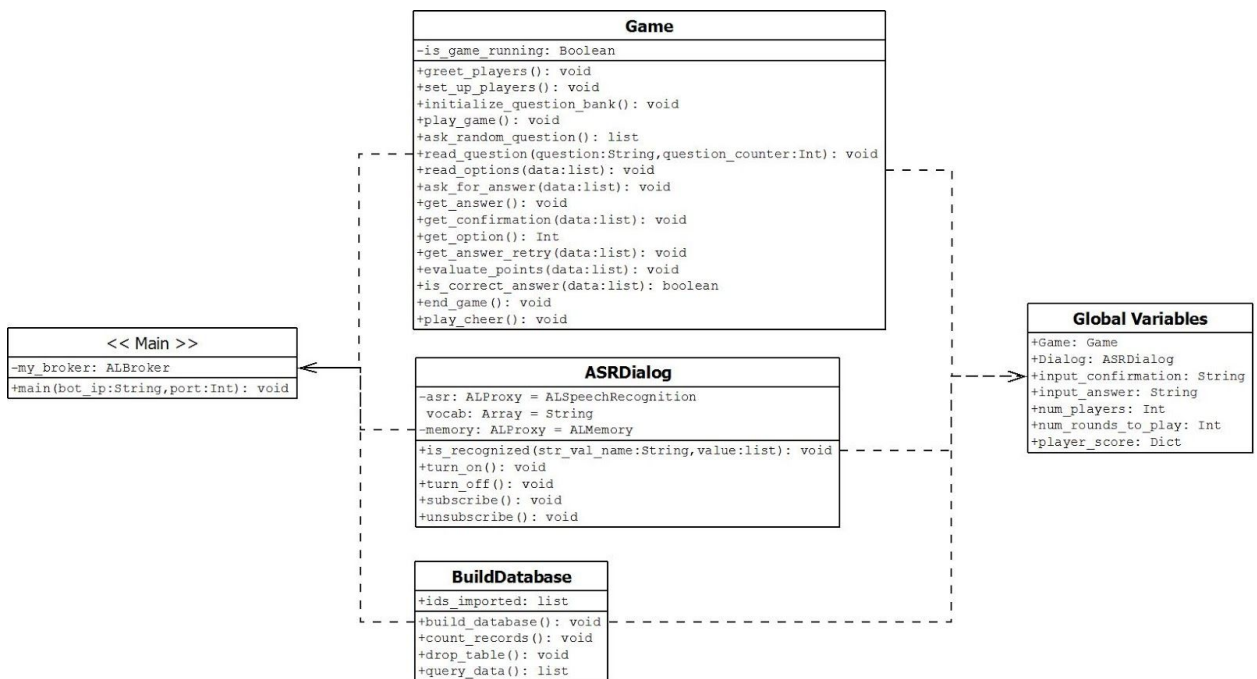 Game
-is_game_running: Boolean
+greet_players(): void
+set_up_players(): void
+initialize_question_bank(): void
+play_game(): void
+ask_random_question(): list
+read_question(question:String,question_counter:Int): void
+read_options(data:list): void
+ask_for_answer(data:list): void
+get_answer(): void
+get_confirmation(data:list): void
+get_option(): Int
+get_answer_retry(data:list): void
+evaluate_points(data:list): void
+is_correct_answer(data:list): boolean
+end_game(): void
+play_cheer(): void
<< Main >>
-my_broker: ALBroker
+main(bot_ip:String,port:Int): void
ASRDialog
-asr: ALProxy = ALSpeechRecognition
vocab: Array = String
-memory: ALProxy = ALMemory
+is_recognized(str_val_name:String,value:list): void
+turn_on(): void
+turn_off(): void
+subscribe(): void
+unsubscribe(): void
Global Variables
+Game: Game
+Dialog: ASRDialog
+input_confirmation: String
+input_answer: String
+num_players: Int
+num_rounds_to_play: Int
+player_score: Dict
BuildDatabase
+ids_imported: list
+build_database(): void
+count_records(): void
+drop_table(): void
+query_data(): list